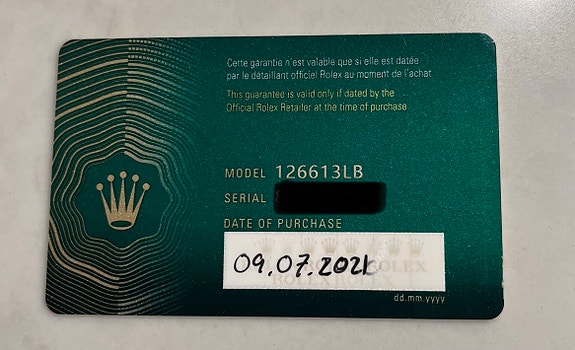 Cette garantie n'est valable que si elle est datée
par le détaillant officiel Rolex au moment de l'achat
This guarantee is valid only if dated by the
Official Rolex Retailer at the time of purchase
MODEL 126613LB
SERIAL
DATE OF PURCHASE
09.07.2021
ROLEX
ROLEX
dd.mm.yyyy